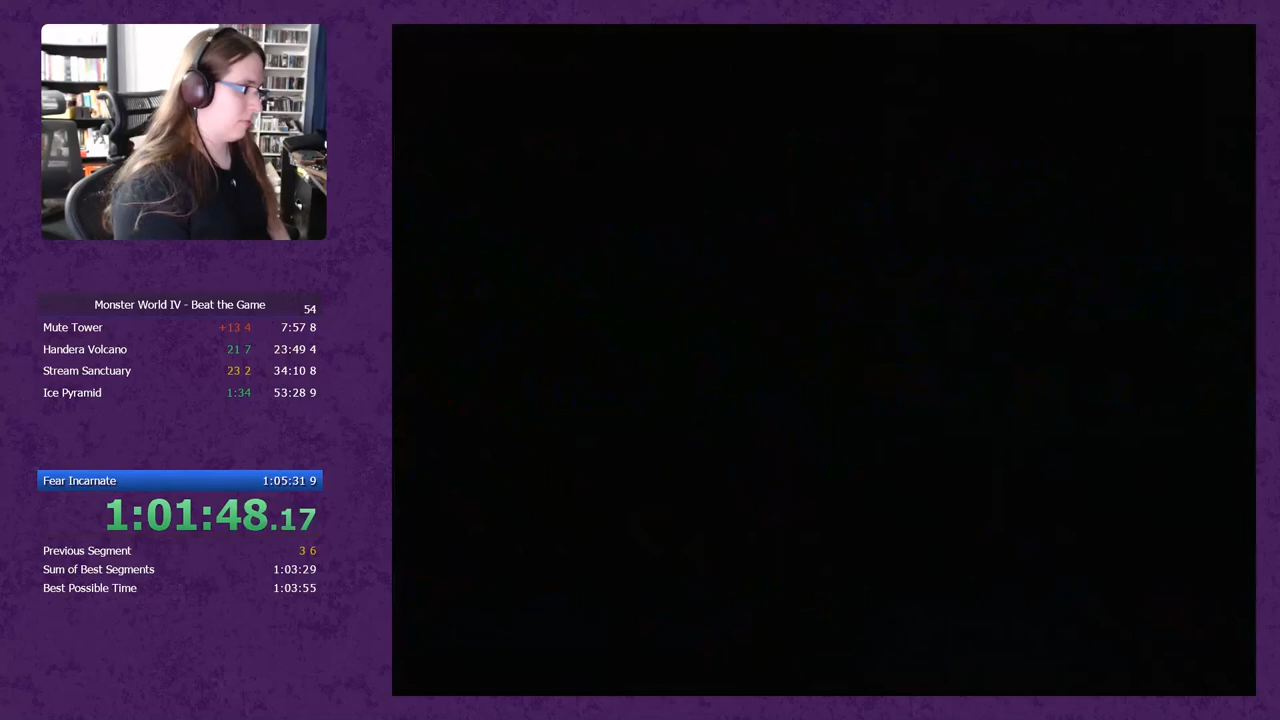 Monster World IV - Beat the Game
54
Mute Tower +13 4 7:57 8
Handera Volcano 21 7 23:49 4
Stream Sanctuary 23 2 34:10 8
Ice Pyramid 1:34 53:28 9
Fear Incarnate 1:05:31 9
1:01:48.17
Previous Segment 3 6
Sum of Best Segments 1:03:29
Best Possible Time 1:03:55